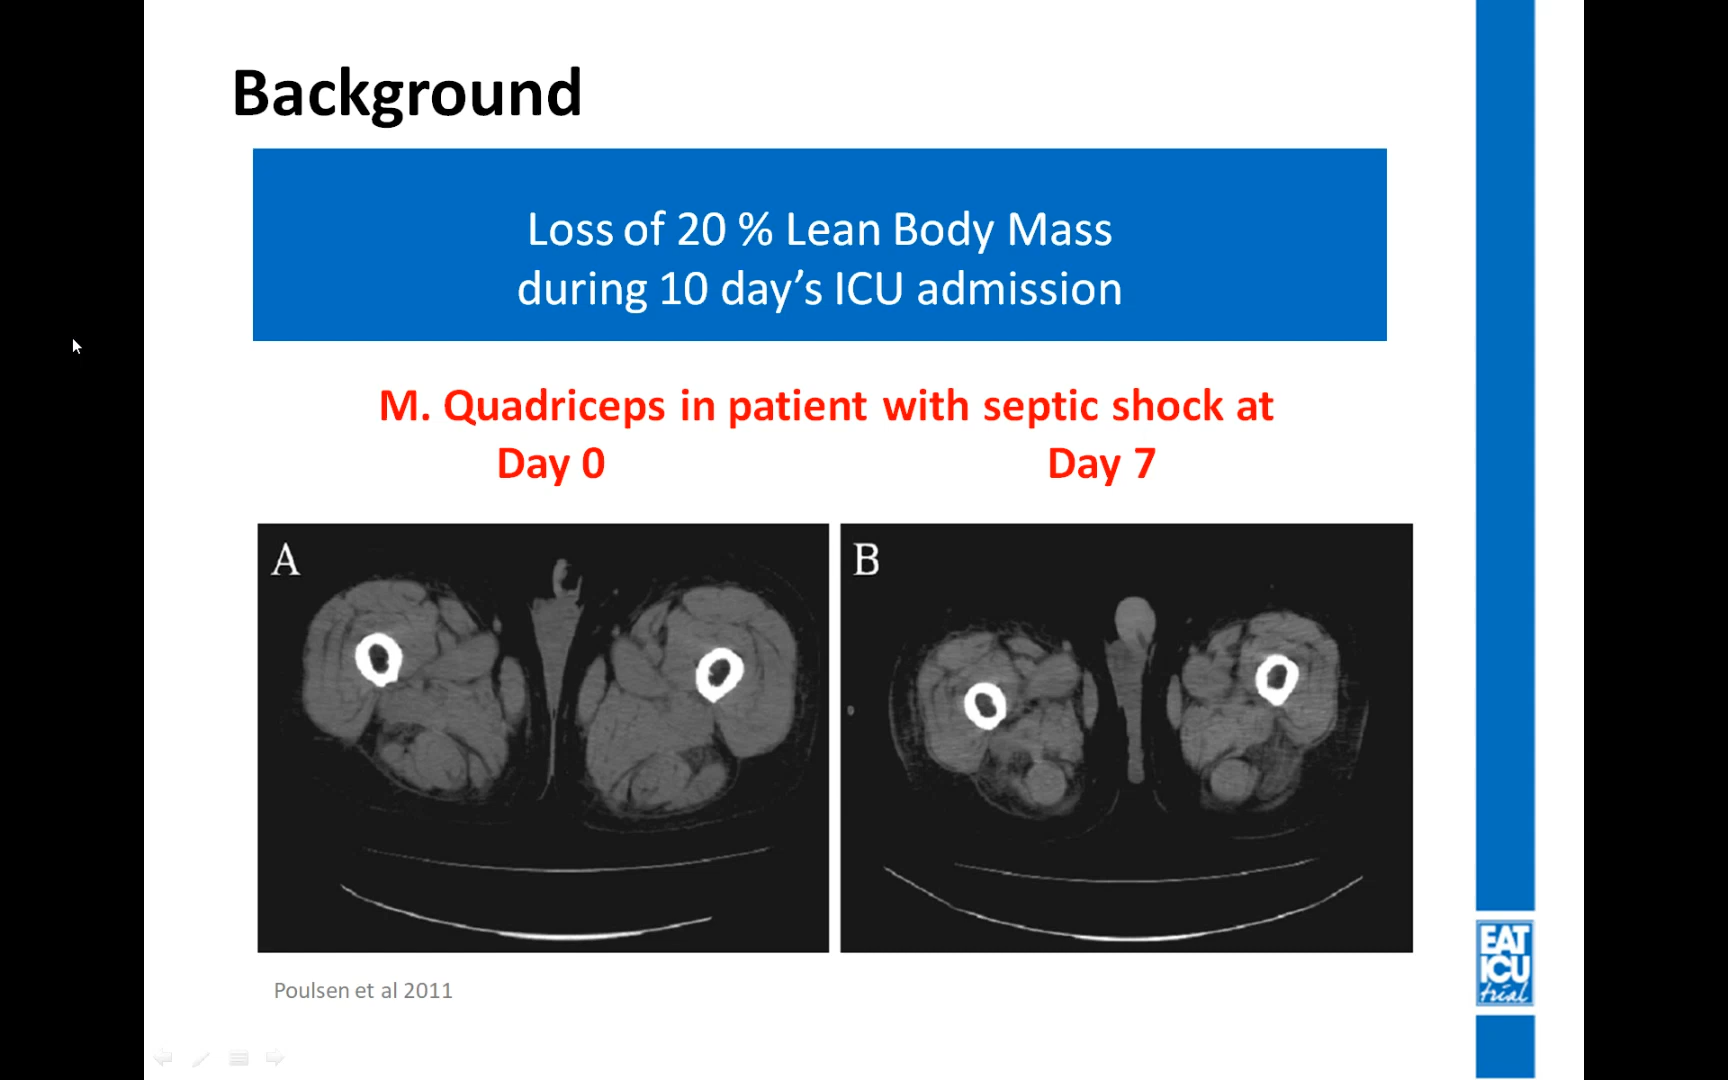 Background
Loss of 20 % Lean Body Mass
during 10 day’s ICU admission
M. Quadriceps in patient with septic shock at
Day 0 Day 7
A B
Poulsen et al 2011
EAT
ICU
trial